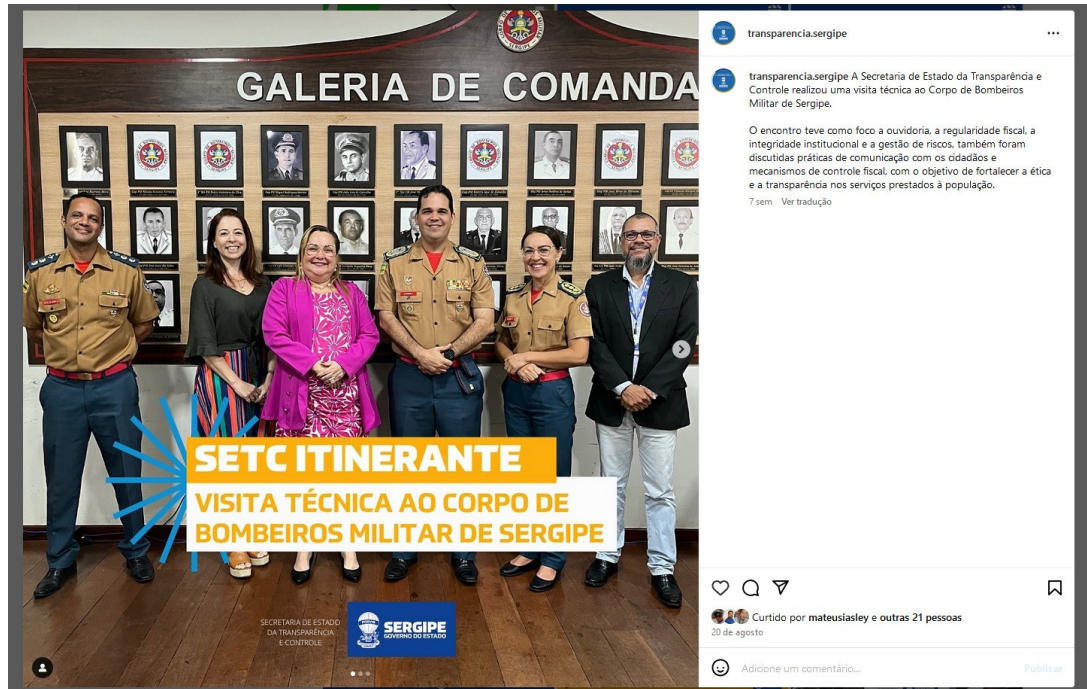 GALERIA DE COMANDA
SETC ITINERANTE
VISITA TÉCNICA AO CORPO DE
BOMBEIROS MILITAR DE SERGIPE
SECRETARIA DE ESTADO
DA TRANSPARÊNCIA
E CONTROLE
SERGIPE
GOVERNO DO ESTADO
transparencia.sergipe
transparencia.sergipe A Secretaria de Estado da Transparência e
Controle realizou uma visita técnica ao Corpo de Bombeiros
Militar de Sergipe.
O encontro teve como foco a ouvidoria, a regularidade fiscal, a
integridade institucional e a gestão de riscos, também foram
discutidas práticas de comunicação com os cidadãos e
mecanismos de controle fiscal, com o objetivo de fortalecer a ética
e a transparência nos serviços prestados à população.
7 sem Ver tradução
Curtido por mateusiasley e outras 21 pessoas
20 de agosto
Adicione um comentário...
Publicar